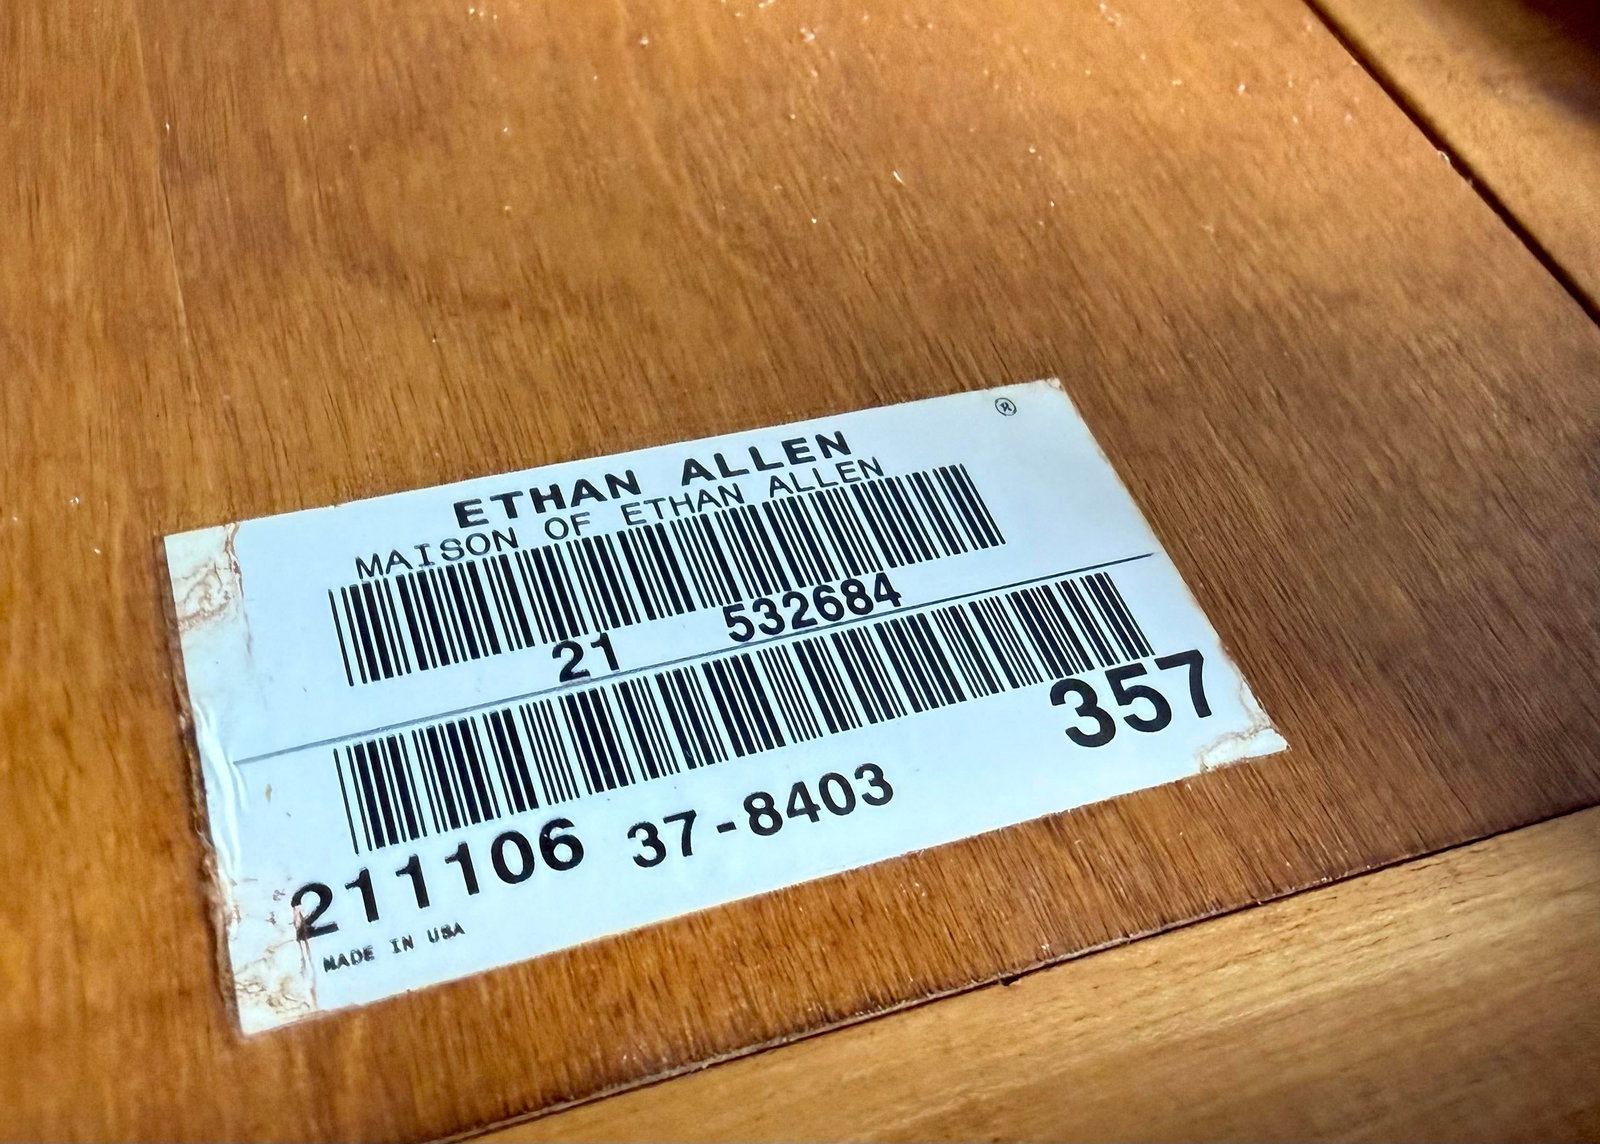 ®
ETHAN ALLEN
MAISON OF ETHAN ALLEN
21 532684
357
211106 37-8403
MADE IN USA